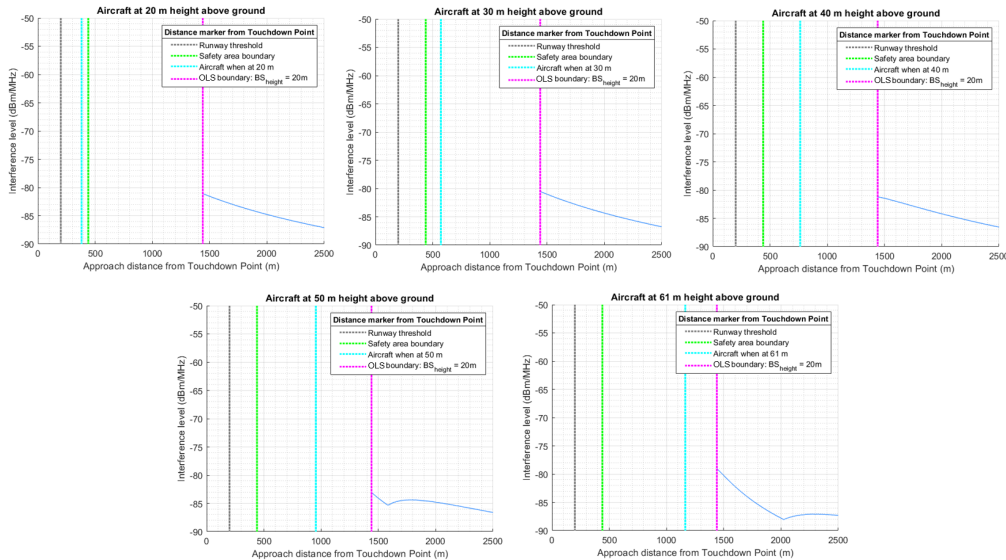 Aircraft at 20 m height above ground
Interference level (dBm/MHz)
-50
-55
-60
-65
-70
-75
-80
-85
-90
Distance marker from Touchdown Point
Runway threshold
Safety area boundary
Aircraft when at 20 m
OLS boundary: BS_height = 20m
0 500 1000 1500 2000 2500
Approach distance from Touchdown Point (m)
Aircraft at 30 m height above ground
Interference level (dBm/MHz)
-50
-55
-60
-65
-70
-75
-80
-85
-90
Distance marker from Touchdown Point
Runway threshold
Safety area boundary
Aircraft when at 30 m
OLS boundary: BS_height = 20m
0 500 1000 1500 2000 2500
Approach distance from Touchdown Point (m)
Aircraft at 40 m height above ground
Interference level (dBm/MHz)
-50
-55
-60
-65
-70
-75
-80
-85
-90
Distance marker from Touchdown Point
Runway threshold
Safety area boundary
Aircraft when at 40 m
OLS boundary: BS_height = 20m
0 500 1000 1500 2000 2500
Approach distance from Touchdown Point (m)
Aircraft at 50 m height above ground
Interference level (dBm/MHz)
-50
-55
-60
-65
-70
-75
-80
-85
-90
Distance marker from Touchdown Point
Runway threshold
Safety area boundary
Aircraft when at 50 m
OLS boundary: BS_height = 20m
0 500 1000 1500 2000 2500
Approach distance from Touchdown Point (m)
Aircraft at 61 m height above ground
Interference level (dBm/MHz)
-50
-55
-60
-65
-70
-75
-80
-85
-90
Distance marker from Touchdown Point
Runway threshold
Safety area boundary
Aircraft when at 61 m
OLS boundary: BS_height = 20m
0 500 1000 1500 2000 2500
Approach distance from Touchdown Point (m)